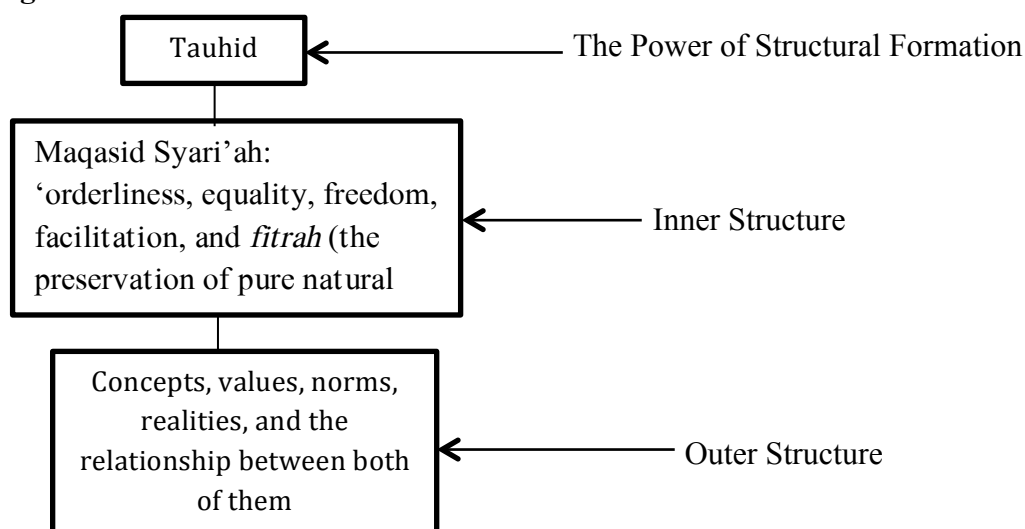 Tauhid
The Power of Structural Formation
Maqasid Syari’ah:
‘orderliness, equality, freedom,
facilitation, and fitrah (the
preservation of pure natural
Inner Structure
Concepts, values, norms,
realities, and the
relationship between both
of them
Outer Structure